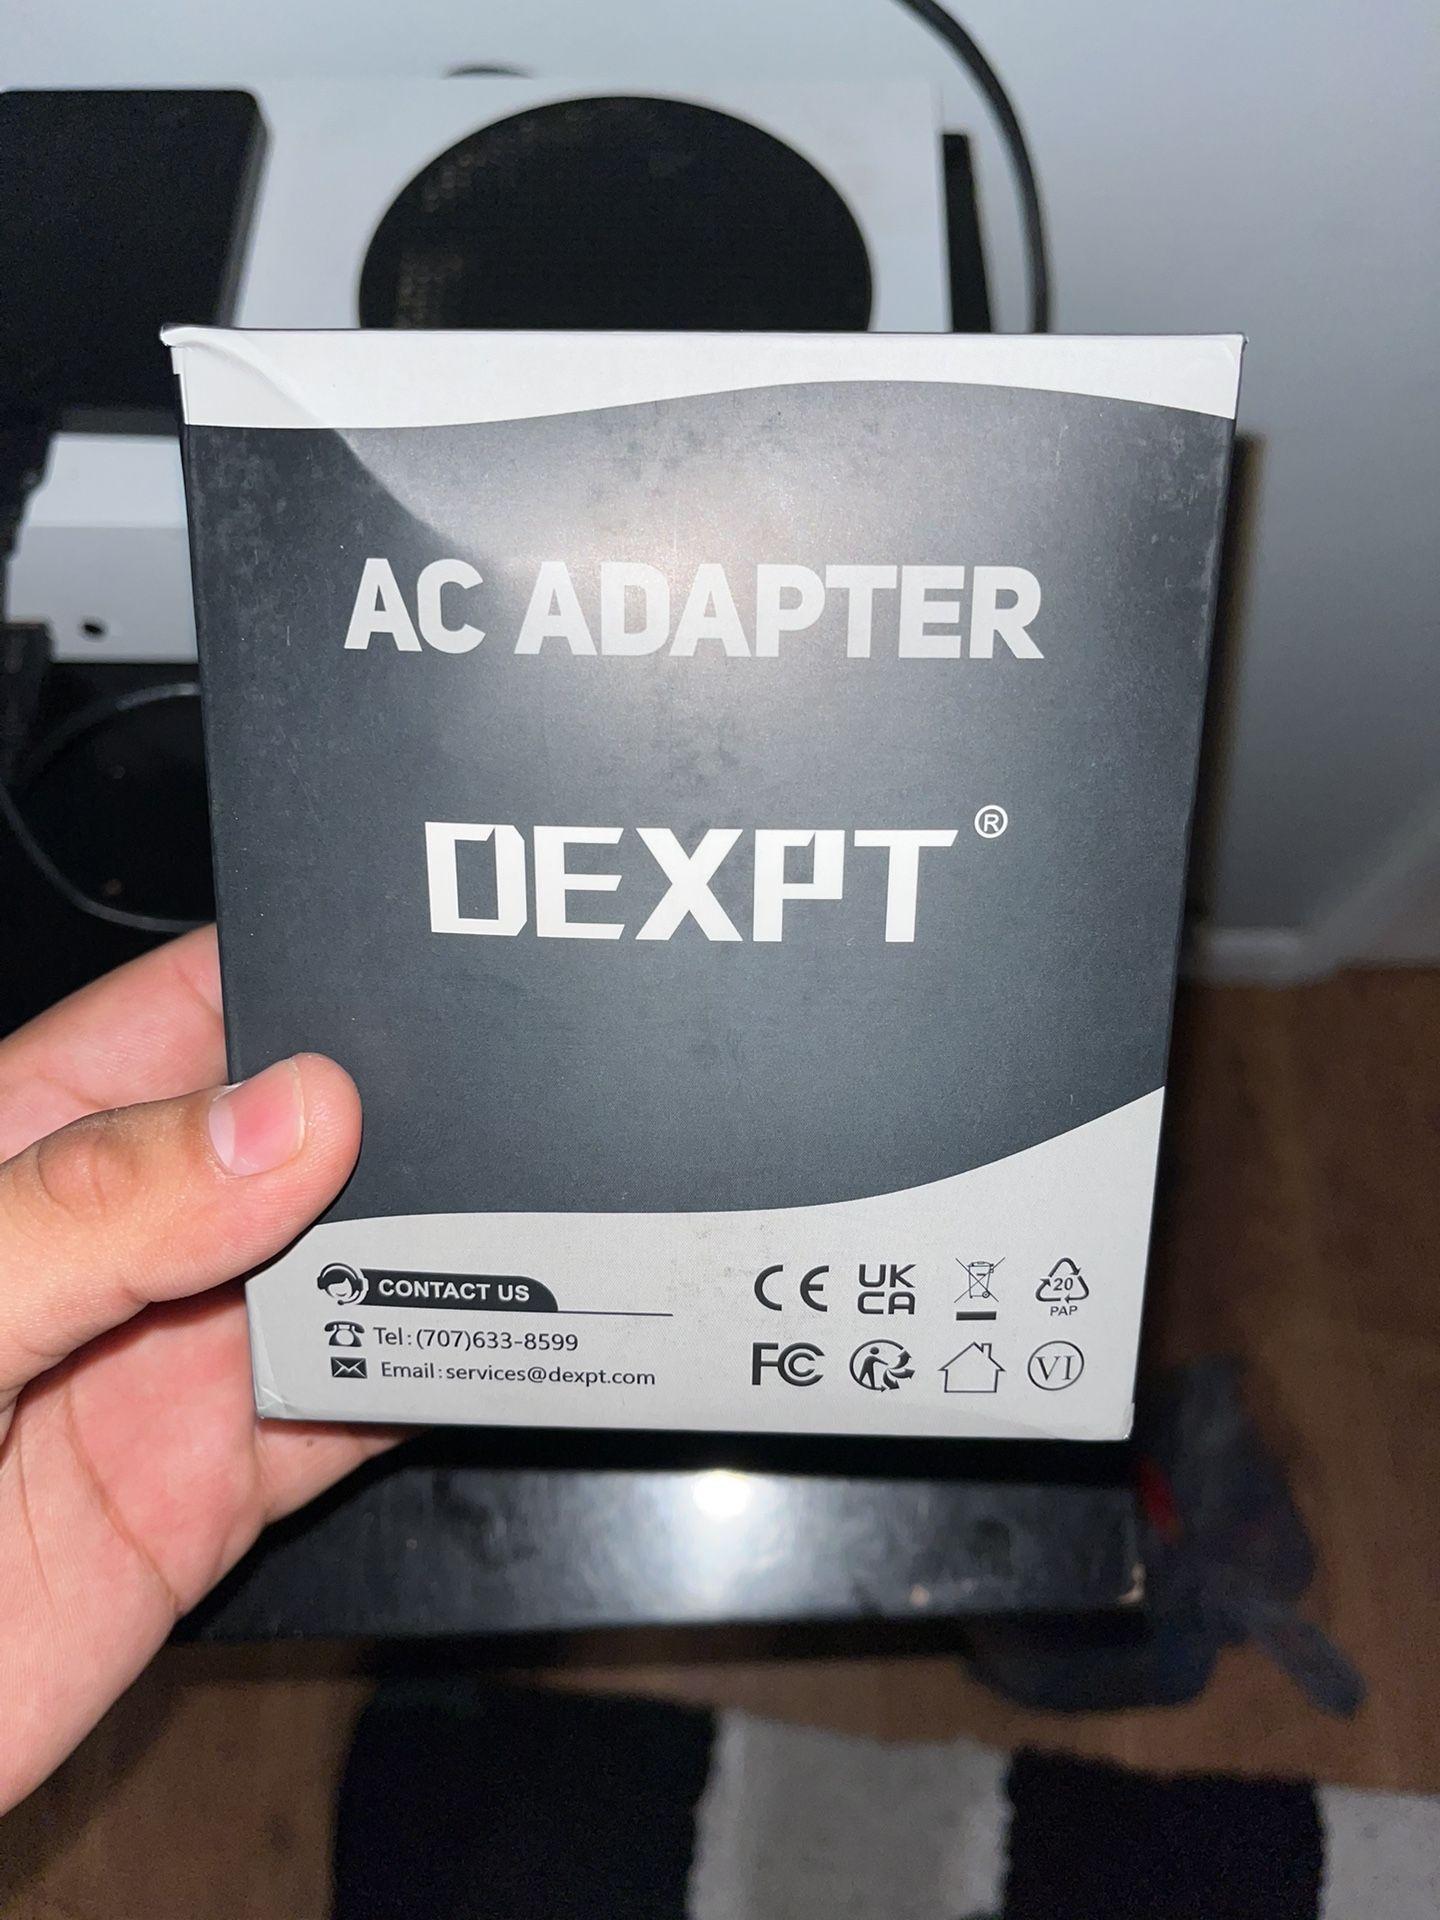 AC ADAPTER
DEXPT®
CONTACT US
Tel:(707)633-8599
Email:services@dexpt.com
CE UK CA 20 PAP
FC VI